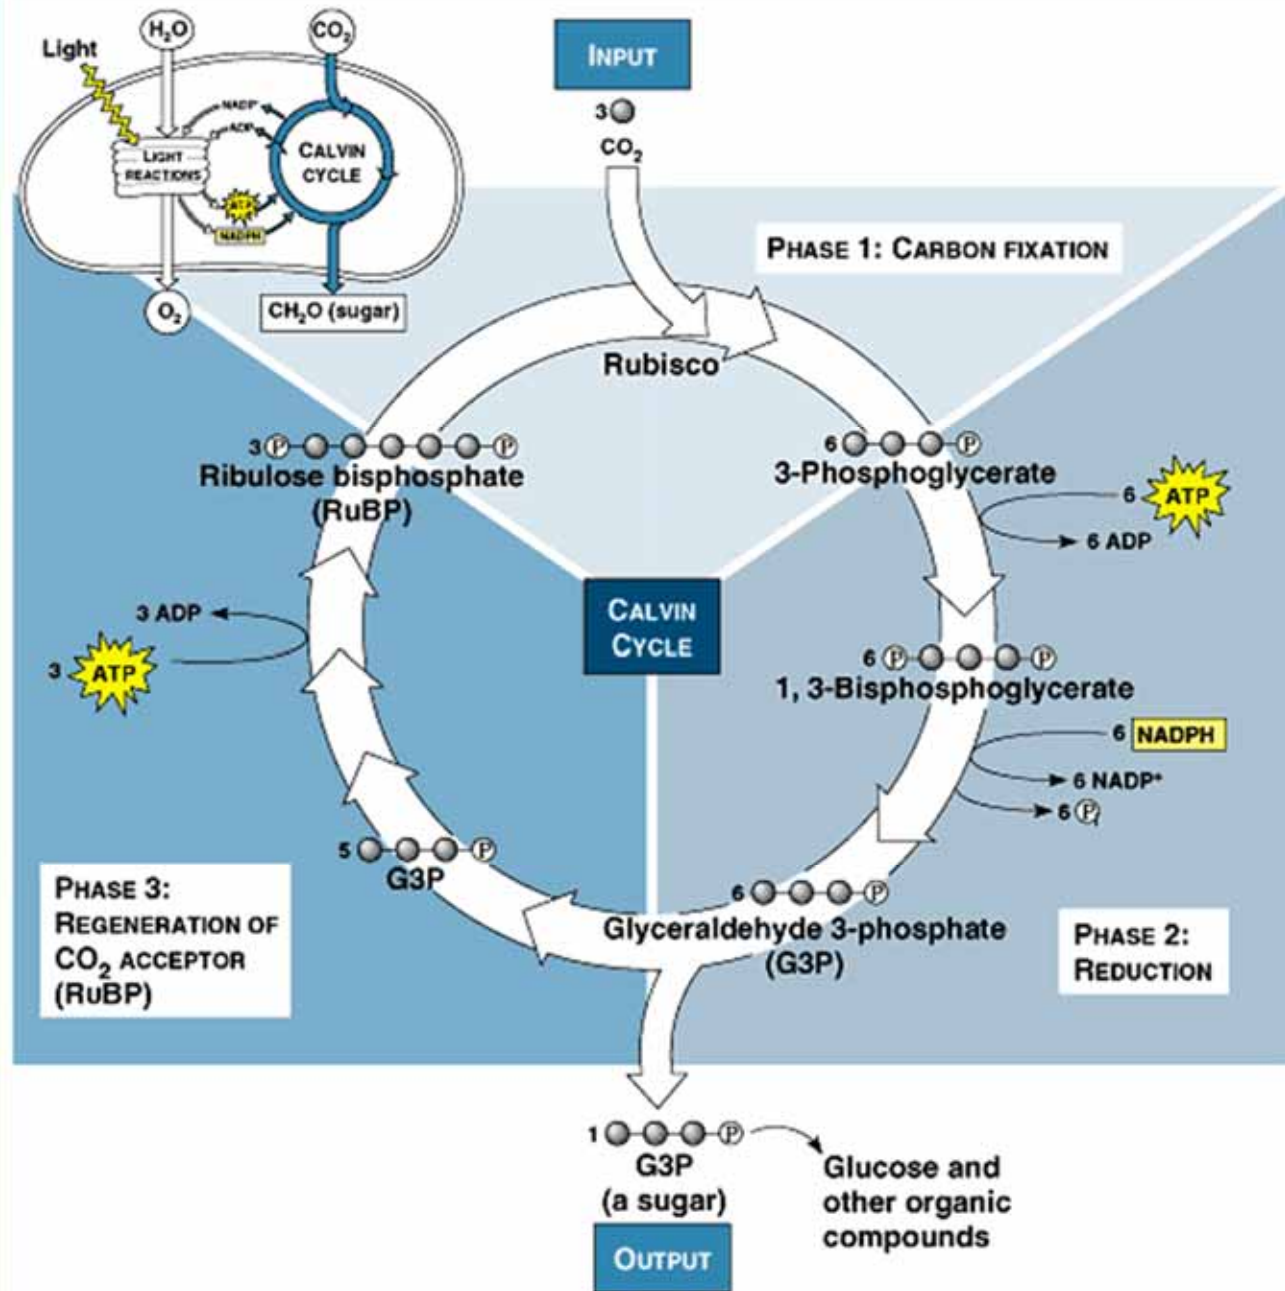 H₂O
CO₂
Light
NADP⁺
ADP
LIGHT
REACTIONS
CALVIN
CYCLE
ATP
NADPH
O₂
CH₂O (sugar)
INPUT
3
CO₂
PHASE 1: CARBON FIXATION
Rubisco
3 P P
Ribulose bisphosphate
(RuBP)
6 P
3-Phosphoglycerate
6 ATP
6 ADP
CALVIN
CYCLE
3 ADP
3 ATP
6 P P
1, 3-Bisphosphoglycerate
6 NADPH
6 NADP⁺
6 Pᵢ
5 P
G3P
6 P
Glyceraldehyde 3-phosphate
(G3P)
PHASE 3:
REGENERATION OF
CO₂ ACCEPTOR
(RuBP)
PHASE 2:
REDUCTION
1 P
G3P
(a sugar)
Glucose and
other organic
compounds
OUTPUT